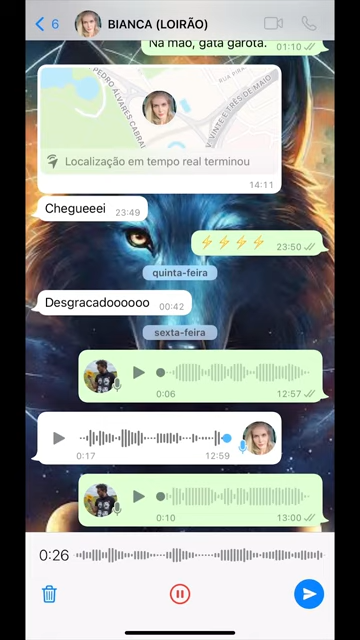 6 BIANCA (LOIRÃO)
Na mão, gata garota. 01:10
PEDRO ÁLVARES CABRAL
RUA PIRA
VINTE E TRÊS DE MAIO
Localização em tempo real terminou
14:11
Chegueeei 23:49
⚡⚡⚡⚡ 23:50
quinta-feira
Desgracadoooooo 00:42
sexta-feira
0:06 12:57
0:17 12:59
0:10 13:00
0:26